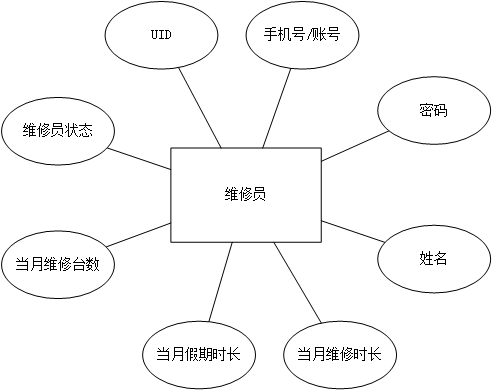 UID
手机号/账号
密码
维修员状态
维修员
当月维修台数
姓名
当月假期时长
当月维修时长